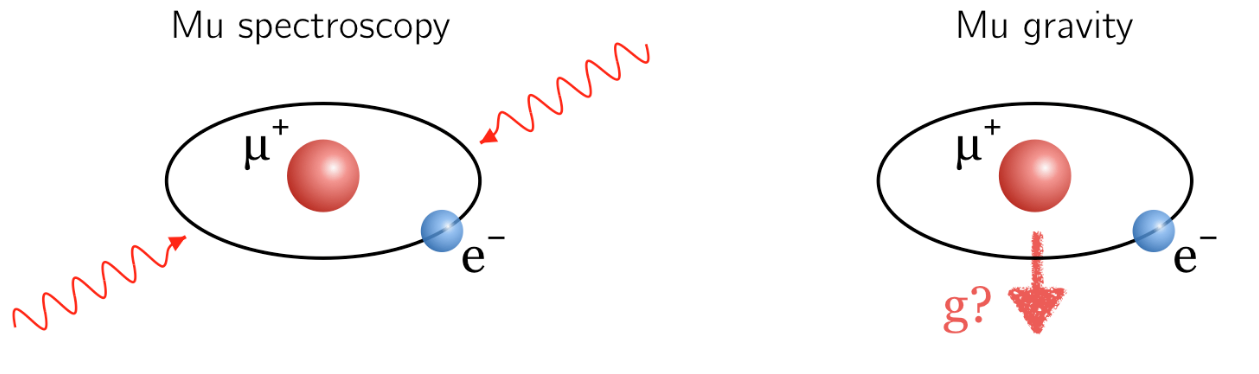 Mu spectroscopy
μ⁺
e⁻
Mu gravity
μ⁺
e⁻
g?